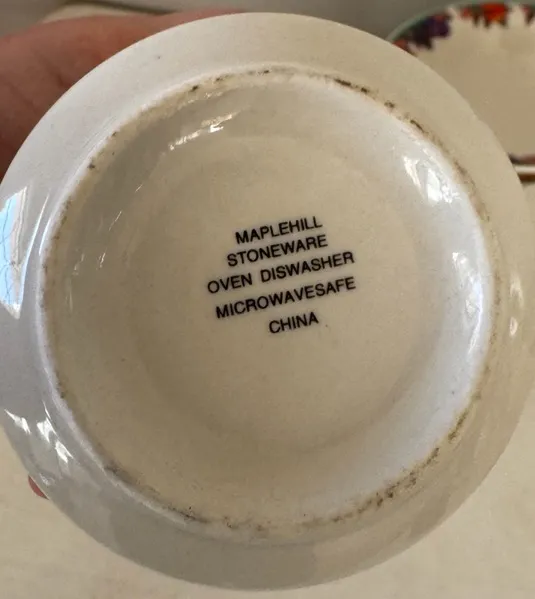 MAPLEHILL
STONEWARE
OVEN DISWASHER
MICROWAVESAFE
CHINA